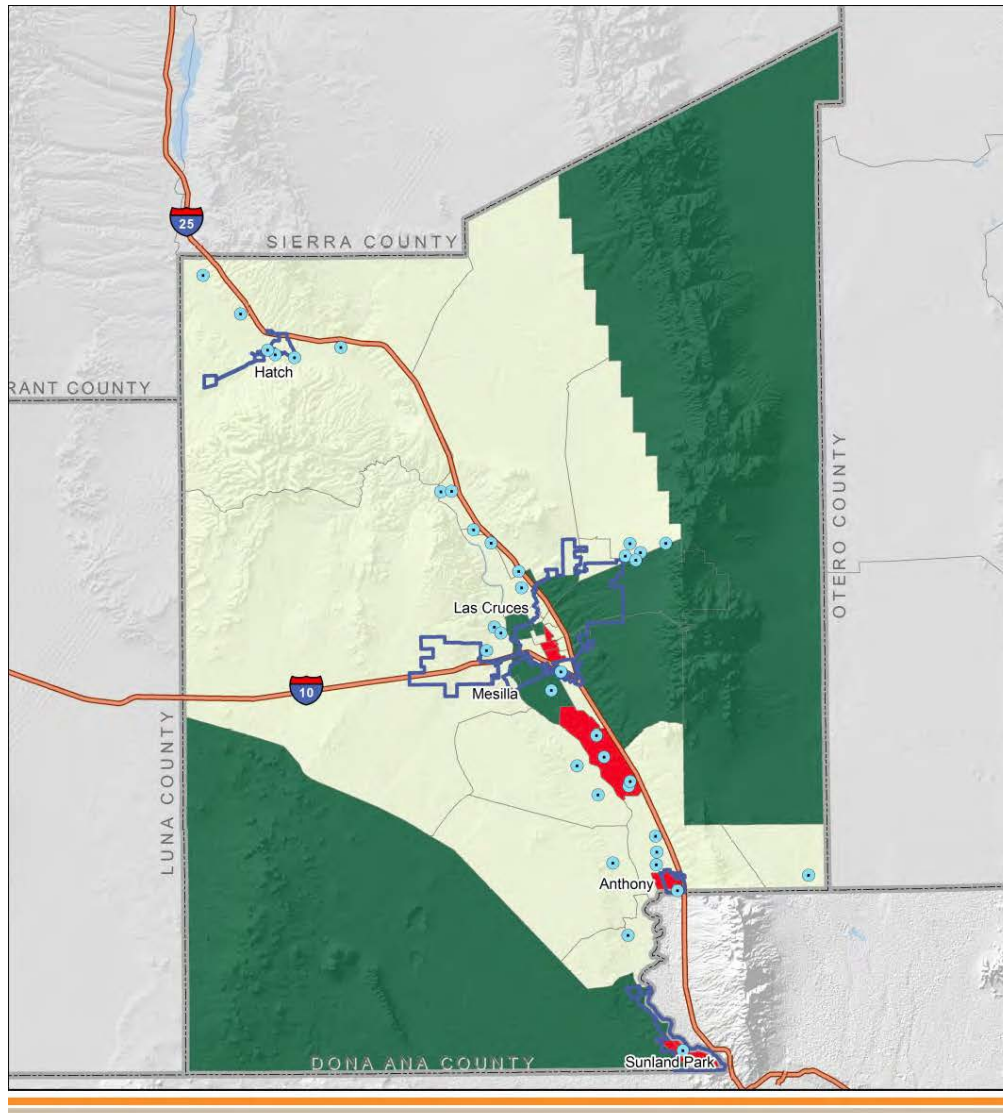 25
SIERRA COUNTY
RANT COUNTY
Hatch
OTERO COUNTY
Las Cruces
10
Mesilla
LUNA COUNTY
Anthony
DONA ANA COUNTY
Sunland Park